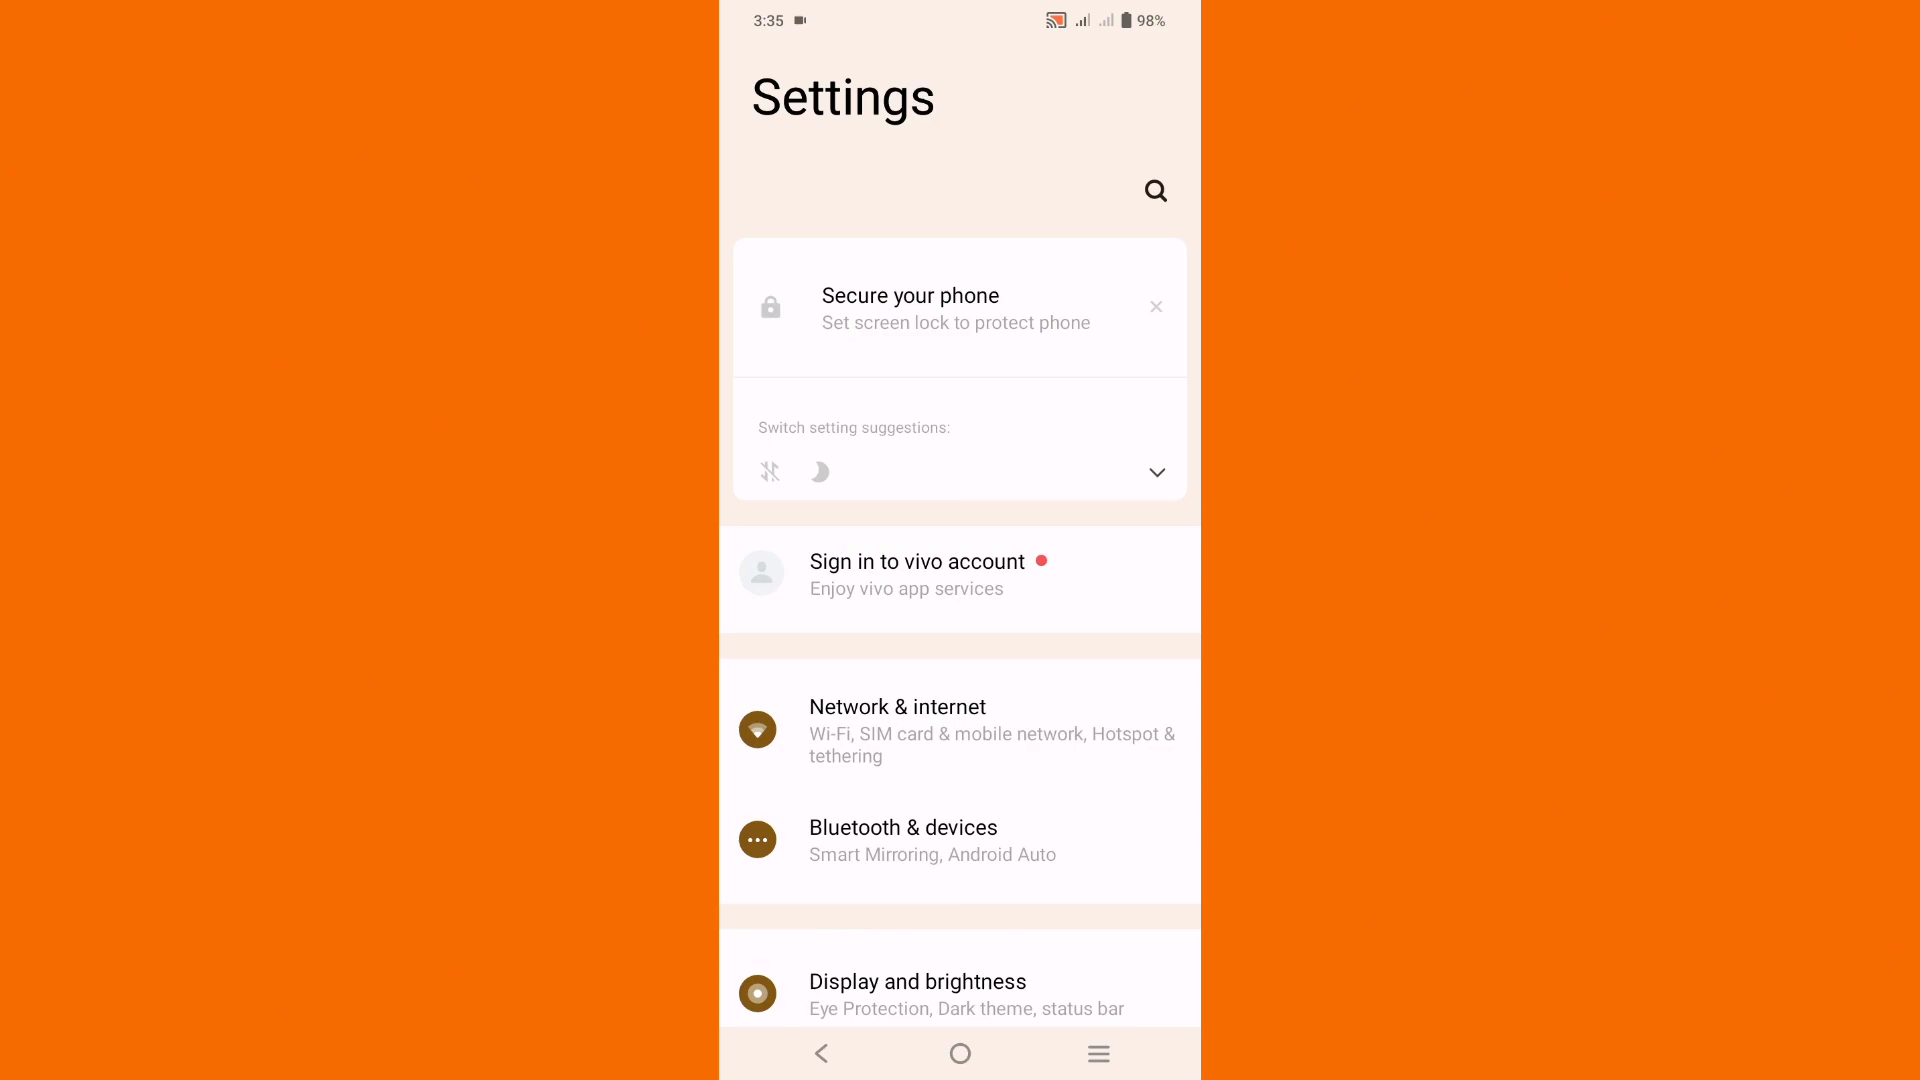 3:35
98%
Settings
Secure your phone
Set screen lock to protect phone
Switch setting suggestions:
Sign in to vivo account
Enjoy vivo app services
Network & internet
Wi-Fi, SIM card & mobile network, Hotspot &
tethering
Bluetooth & devices
Smart Mirroring, Android Auto
Display and brightness
Eye Protection, Dark theme, status bar